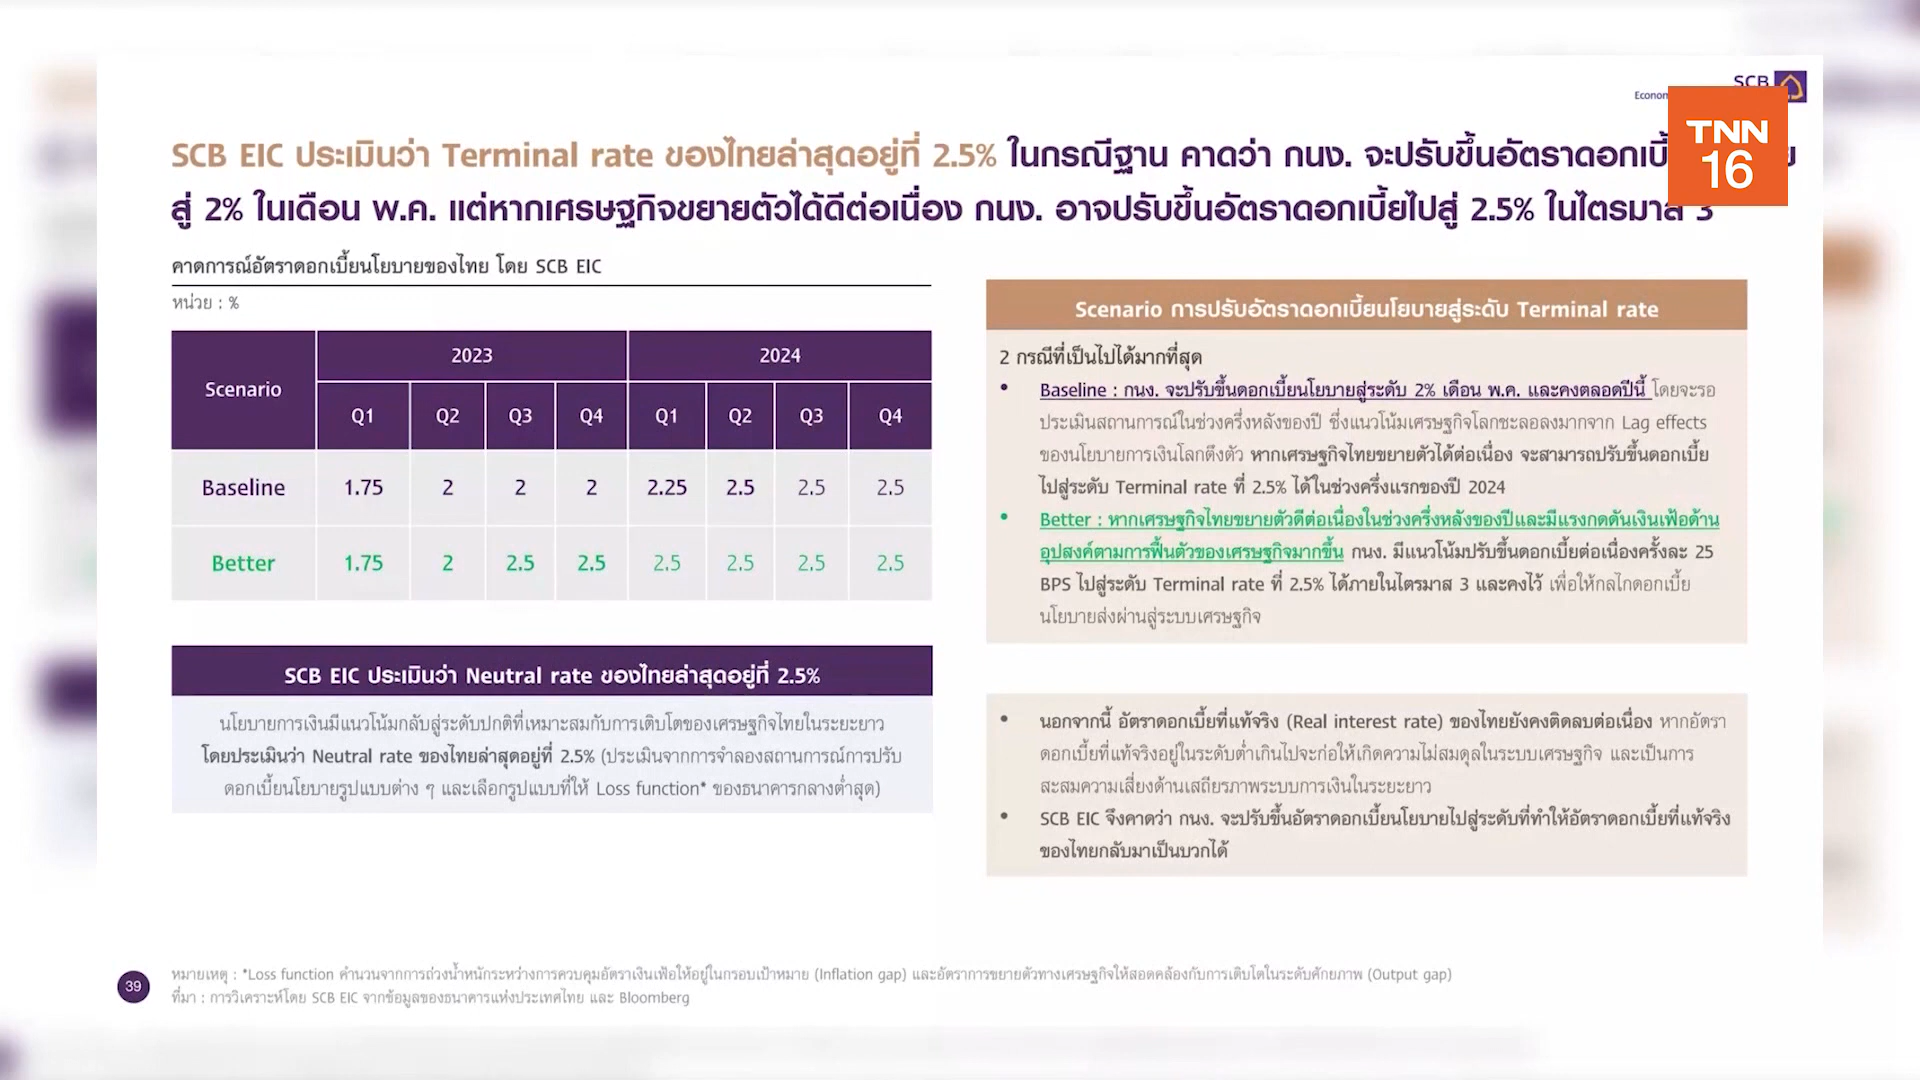 SCB
Econom
TNN
16
SCB EIC ประเมินว่า Terminal rate ของไทยล่าสุดอยู่ที่ 2.5% ในกรณีฐาน คาดว่า กนง. จะปรับขึ้นอัตราดอกเบี้
สู่ 2% ในเดือน พ.ค. แต่หากเศรษฐกิจขยายตัวได้ดีต่อเนื่อง กนง. อาจปรับขึ้นอัตราดอกเบี้ยไปสู่ 2.5% ในไตรมาส 3
คาดการณ์อัตราดอกเบี้ยนโยบายของไทย โดย SCB EIC
หน่วย : %
Scenario 2023 2024
Q1 Q2 Q3 Q4 Q1 Q2 Q3 Q4
Baseline 1.75 2 2 2 2.25 2.5 2.5 2.5
Better 1.75 2 2.5 2.5 2.5 2.5 2.5 2.5
SCB EIC ประเมินว่า Neutral rate ของไทยล่าสุดอยู่ที่ 2.5%
นโยบายการเงินมีแนวโน้มกลับสู่ระดับปกติที่เหมาะสมกับการเติบโตของเศรษฐกิจไทยในระยะยาว
โดยประเมินว่า Neutral rate ของไทยล่าสุดอยู่ที่ 2.5% (ประเมินจากการจำลองสถานการณ์การปรับ
ดอกเบี้ยนโยบายรูปแบบต่าง ๆ และเลือกรูปแบบที่ให้ Loss function* ของธนาคารกลางต่ำสุด)
Scenario การปรับอัตราดอกเบี้ยนโยบายสู่ระดับ Terminal rate
2 กรณีที่เป็นไปได้มากที่สุด
• Baseline : กนง. จะปรับขึ้นดอกเบี้ยนโยบายสู่ระดับ 2% เดือน พ.ค. และคงตลอดปีนี้ โดยจะรอ
ประเมินสถานการณ์ในช่วงครึ่งหลังของปี ซึ่งแนวโน้มเศรษฐกิจโลกชะลอลงมากจาก Lag effects
ของนโยบายการเงินโลกตึงตัว หากเศรษฐกิจไทยขยายตัวได้ต่อเนื่อง จะสามารถปรับขึ้นดอกเบี้ย
ไปสู่ระดับ Terminal rate ที่ 2.5% ได้ในช่วงครึ่งแรกของปี 2024
• Better : หากเศรษฐกิจไทยขยายตัวดีต่อเนื่องในช่วงครึ่งหลังของปีและมีแรงกดดันเงินเฟ้อด้าน
อุปสงค์ตามการฟื้นตัวของเศรษฐกิจมากขึ้น กนง. มีแนวโน้มปรับขึ้นดอกเบี้ยต่อเนื่องครั้งละ 25
BPS ไปสู่ระดับ Terminal rate ที่ 2.5% ได้ภายในไตรมาส 3 และคงไว้ เพื่อให้กลไกดอกเบี้ย
นโยบายส่งผ่านสู่ระบบเศรษฐกิจ
• นอกจากนี้ อัตราดอกเบี้ยที่แท้จริง (Real interest rate) ของไทยยังคงติดลบต่อเนื่อง หากอัตรา
ดอกเบี้ยที่แท้จริงอยู่ในระดับต่ำเกินไปจะก่อให้เกิดความไม่สมดุลในระบบเศรษฐกิจ และเป็นการ
สะสมความเสี่ยงด้านเสถียรภาพระบบการเงินในระยะยาว
• SCB EIC จึงคาดว่า กนง. จะปรับขึ้นอัตราดอกเบี้ยนโยบายไปสู่ระดับที่ทำให้อัตราดอกเบี้ยที่แท้จริง
ของไทยกลับมาเป็นบวกได้
39
หมายเหตุ : *Loss function คำนวนจากการถ่วงน้ำหนักระหว่างการควบคุมอัตราเงินเฟ้อให้อยู่ในกรอบเป้าหมาย (Inflation gap) และอัตราการขยายตัวทางเศรษฐกิจให้สอดคล้องกับการเติบโตในระดับศักยภาพ (Output gap)
ที่มา : การวิเคราะห์โดย SCB EIC จากข้อมูลของธนาคารแห่งประเทศไทย และ Bloomberg